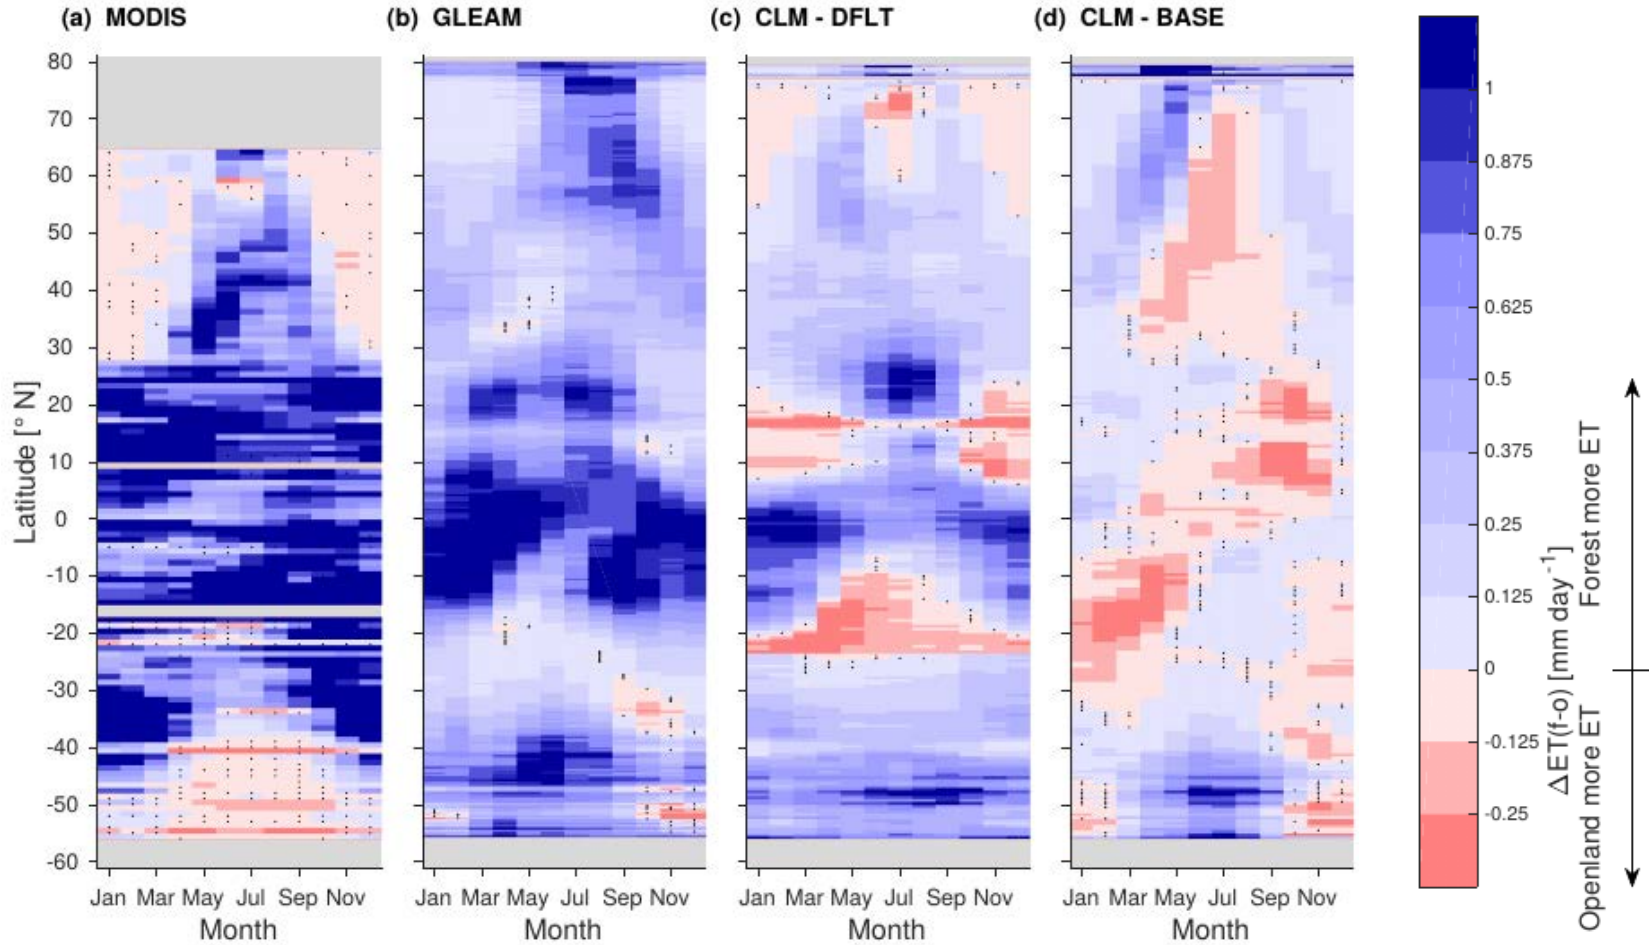 (a) MODIS
(b) GLEAM
(c) CLM - DFLT
(d) CLM - BASE
80
70
60
50
40
30
20
10
0
-10
-20
-30
-40
-50
-60
Latitude [° N]
Jan Mar May Jul Sep Nov
Month
Jan Mar May Jul Sep Nov
Month
Jan Mar May Jul Sep Nov
Month
Jan Mar May Jul Sep Nov
Month
1
0.875
0.75
0.625
0.5
0.375
0.25
0.125
0
-0.125
-0.25
ΔET(f-o) [mm day⁻¹]
Openland more ET
Forest more ET